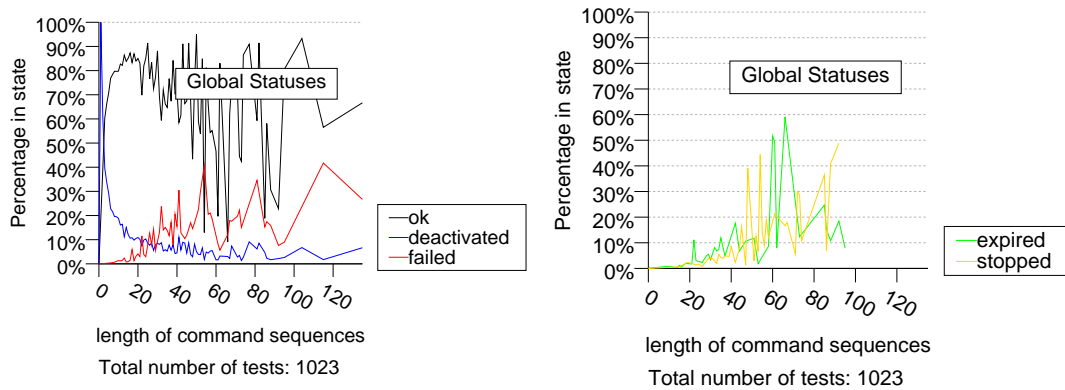 100%
90%
80%
70%
60%
50%
40%
30%
20%
10%
0%
Percentage in state
Global Statuses
0
20
40
60
80
100
120
length of command sequences
Total number of tests: 1023
ok
deactivated
failed
100%
90%
80%
70%
60%
50%
40%
30%
20%
10%
0%
Percentage in state
Global Statuses
0
20
40
60
80
100
120
length of command sequences
Total number of tests: 1023
expired
stopped